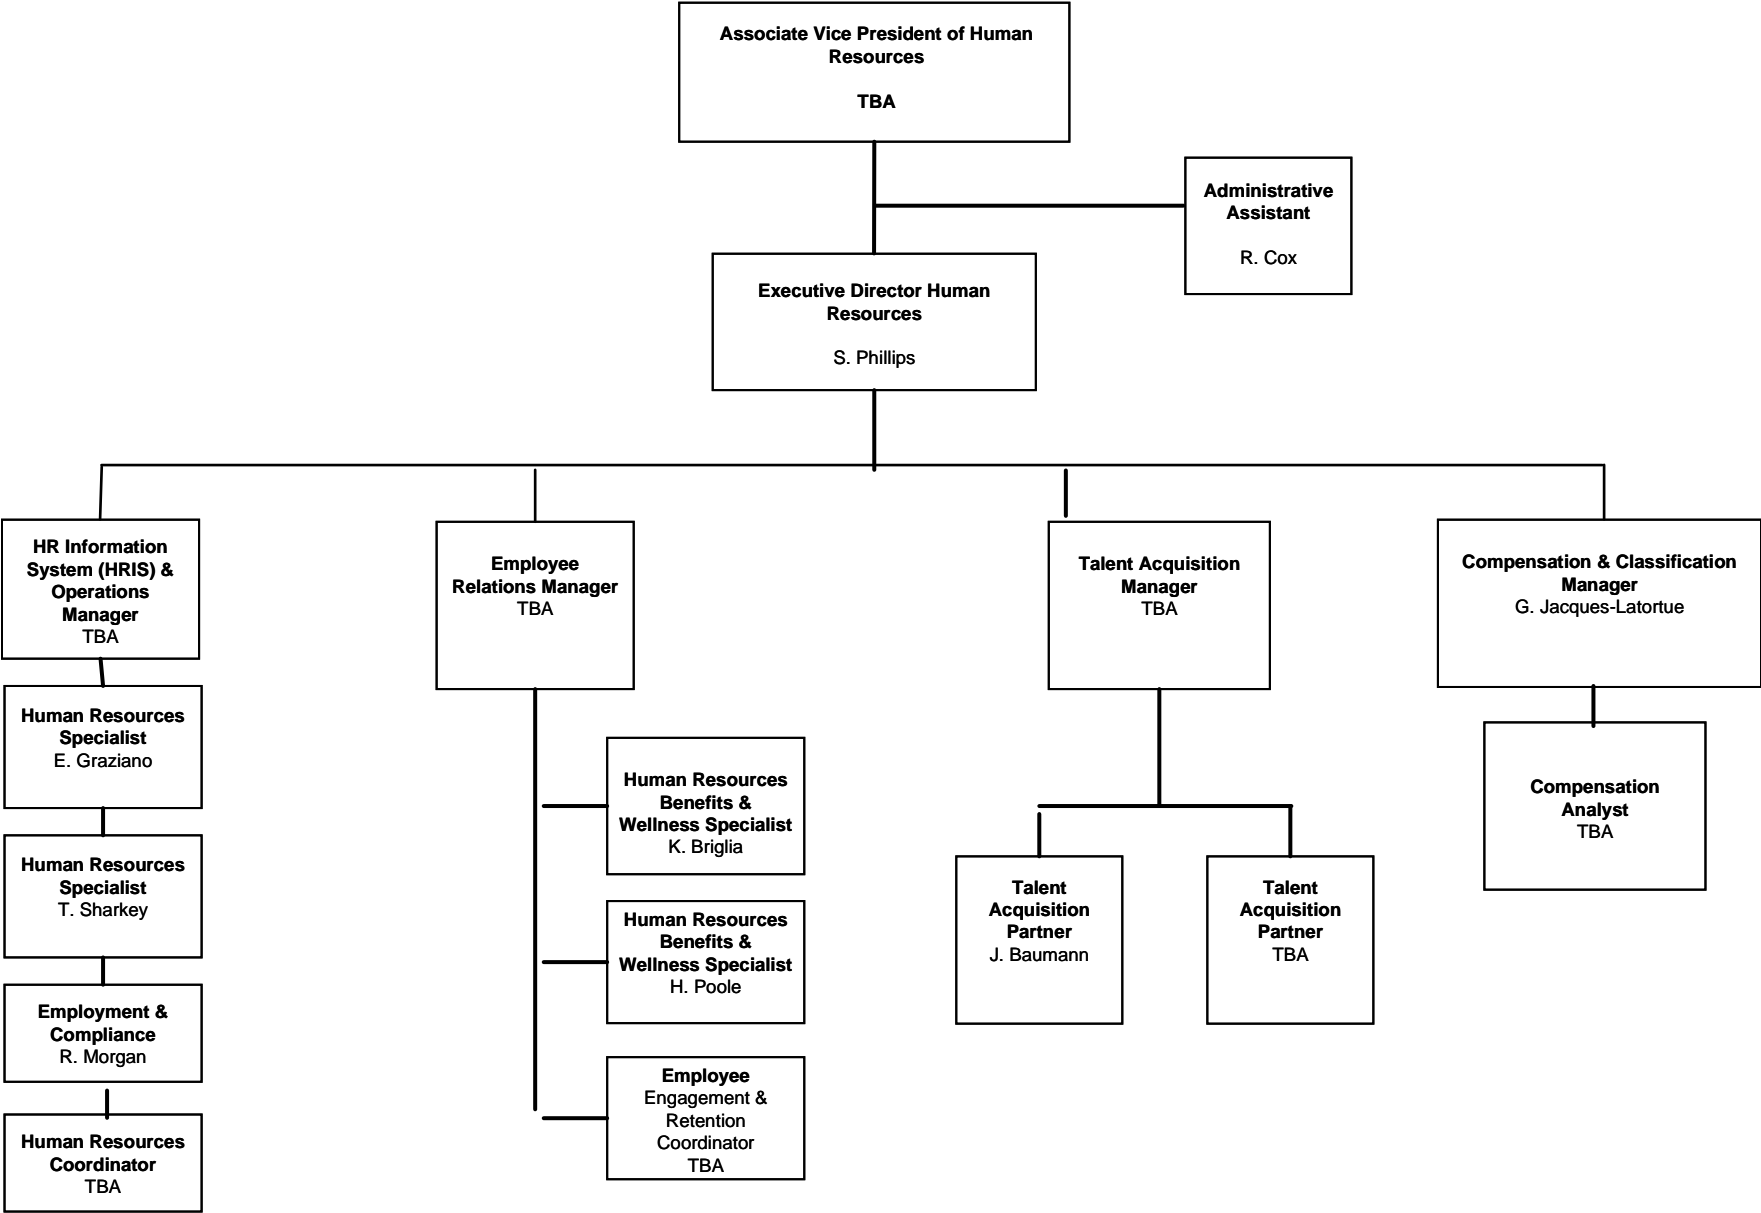 Associate Vice President of Human
Resources
TBA
Administrative
Assistant
R. Cox
Executive Director Human
Resources
S. Phillips
HR Information
System (HRIS) &
Operations
Manager
TBA
Human Resources
Specialist
E. Graziano
Human Resources
Specialist
T. Sharkey
Employment &
Compliance
R. Morgan
Human Resources
Coordinator
TBA
Employee
Relations Manager
TBA
Human Resources
Benefits &
Wellness Specialist
K. Briglia
Human Resources
Benefits &
Wellness Specialist
H. Poole
Employee
Engagement &
Retention
Coordinator
TBA
Talent Acquisition
Manager
TBA
Talent
Acquisition
Partner
J. Baumann
Talent
Acquisition
Partner
TBA
Compensation & Classification
Manager
G. Jacques-Latortue
Compensation
Analyst
TBA